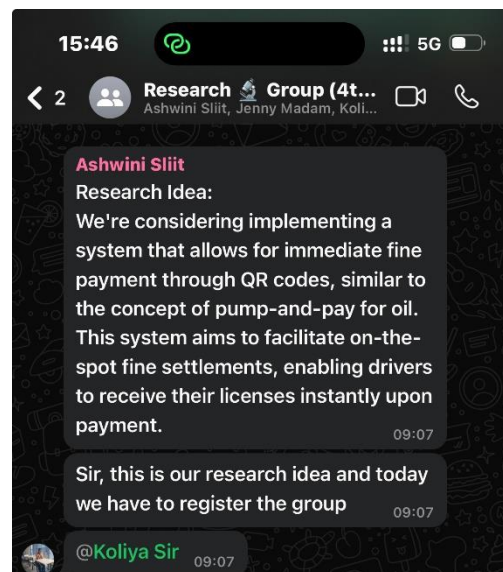 15:46
5G
2
Research 🔬 Group (4t...
Ashwini Sliit, Jenny Madam, Koli...
Ashwini Sliit
Research Idea:
We're considering implementing a
system that allows for immediate fine
payment through QR codes, similar to
the concept of pump-and-pay for oil.
This system aims to facilitate on-the-
spot fine settlements, enabling drivers
to receive their licenses instantly upon
payment.
09:07
Sir, this is our research idea and today
we have to register the group
09:07
@Koliya Sir
09:07